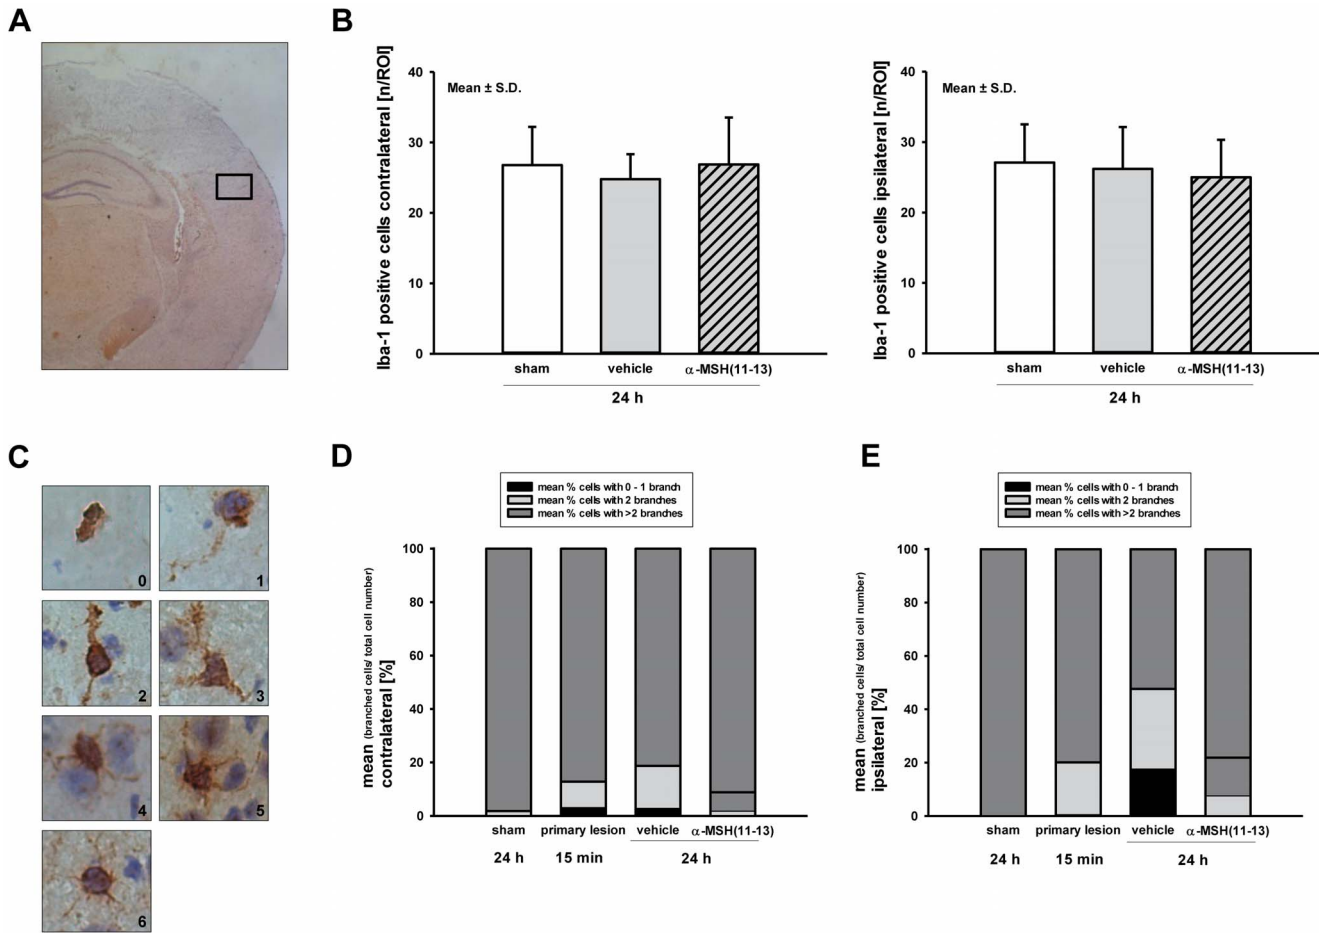 A
B
Iba-1 positive cells contralateral [n/ROI]
40
30
20
10
0
Mean ± S.D.
sham vehicle α-MSH(11-13)
24 h
Iba-1 positive cells ipsilateral [n/ROI]
40
30
20
10
0
Mean ± S.D.
sham vehicle α-MSH(11-13)
24 h
C
0
1
2
3
4
5
6
D
mean % cells with 0 - 1 branch
mean % cells with 2 branches
mean % cells with >2 branches
mean (branched cells/ total cell number)
contralateral [%]
100
80
60
40
20
0
sham primary lesion vehicle α-MSH(11-13)
24 h 15 min 24 h
E
mean % cells with 0 - 1 branch
mean % cells with 2 branches
mean % cells with >2 branches
mean (branched cells/ total cell number)
ipsilateral [%]
100
80
60
40
20
0
sham primary lesion vehicle α-MSH(11-13)
24 h 15 min 24 h